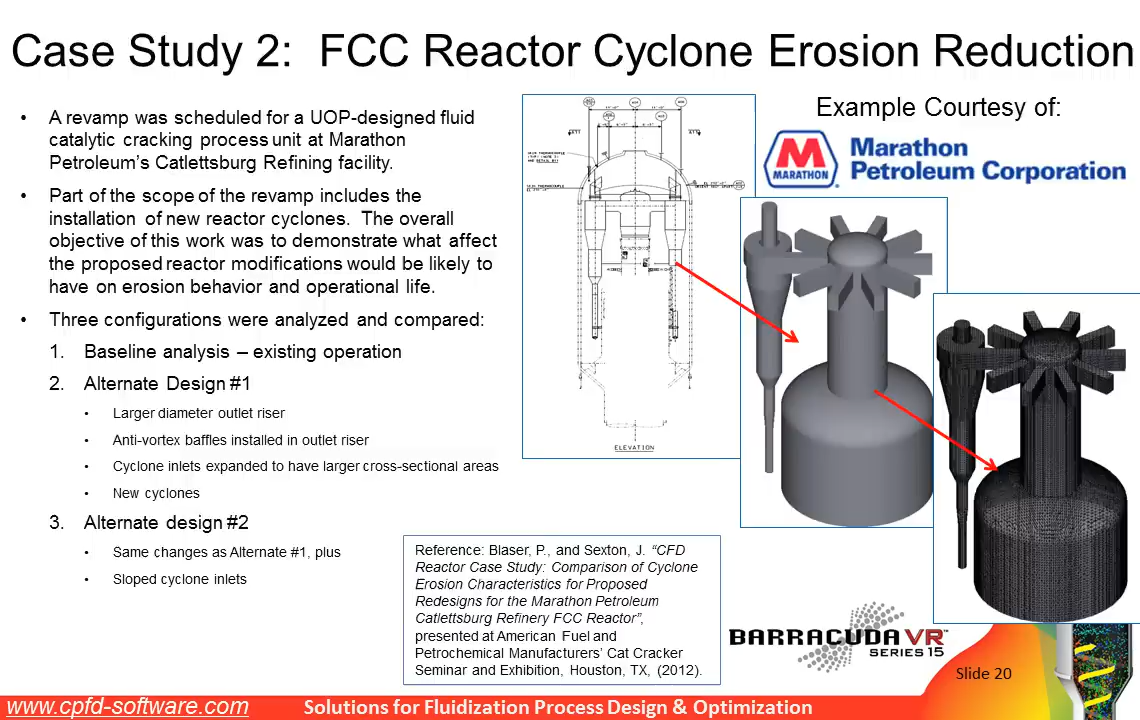 Case Study 2:  FCC Reactor Cyclone Erosion Reduction
• A revamp was scheduled for a UOP-designed fluid
catalytic cracking process unit at Marathon
Petroleum’s Catlettsburg Refining facility.
• Part of the scope of the revamp includes the
installation of new reactor cyclones.  The overall
objective of this work was to demonstrate what affect
the proposed reactor modifications would be likely to
have on erosion behavior and operational life.
• Three configurations were analyzed and compared:
1. Baseline analysis – existing operation
2. Alternate Design #1
• Larger diameter outlet riser
• Anti-vortex baffles installed in outlet riser
• Cyclone inlets expanded to have larger cross-sectional areas
• New cyclones
3. Alternate design #2
• Same changes as Alternate #1, plus
• Sloped cyclone inlets
ELEVATION
Example Courtesy of:
MARATHON
Marathon
Petroleum Corporation
Reference: Blaser, P., and Sexton, J. “CFD
Reactor Case Study: Comparison of Cyclone
Erosion Characteristics for Proposed
Redesigns for the Marathon Petroleum
Catlettsburg Refinery FCC Reactor”,
presented at American Fuel and
Petrochemical Manufacturers’ Cat Cracker
Seminar and Exhibition, Houston, TX, (2012).
BARRACUDA VR™
SERIES 15
Slide 20
www.cpfd-software.com
Solutions for Fluidization Process Design & Optimization